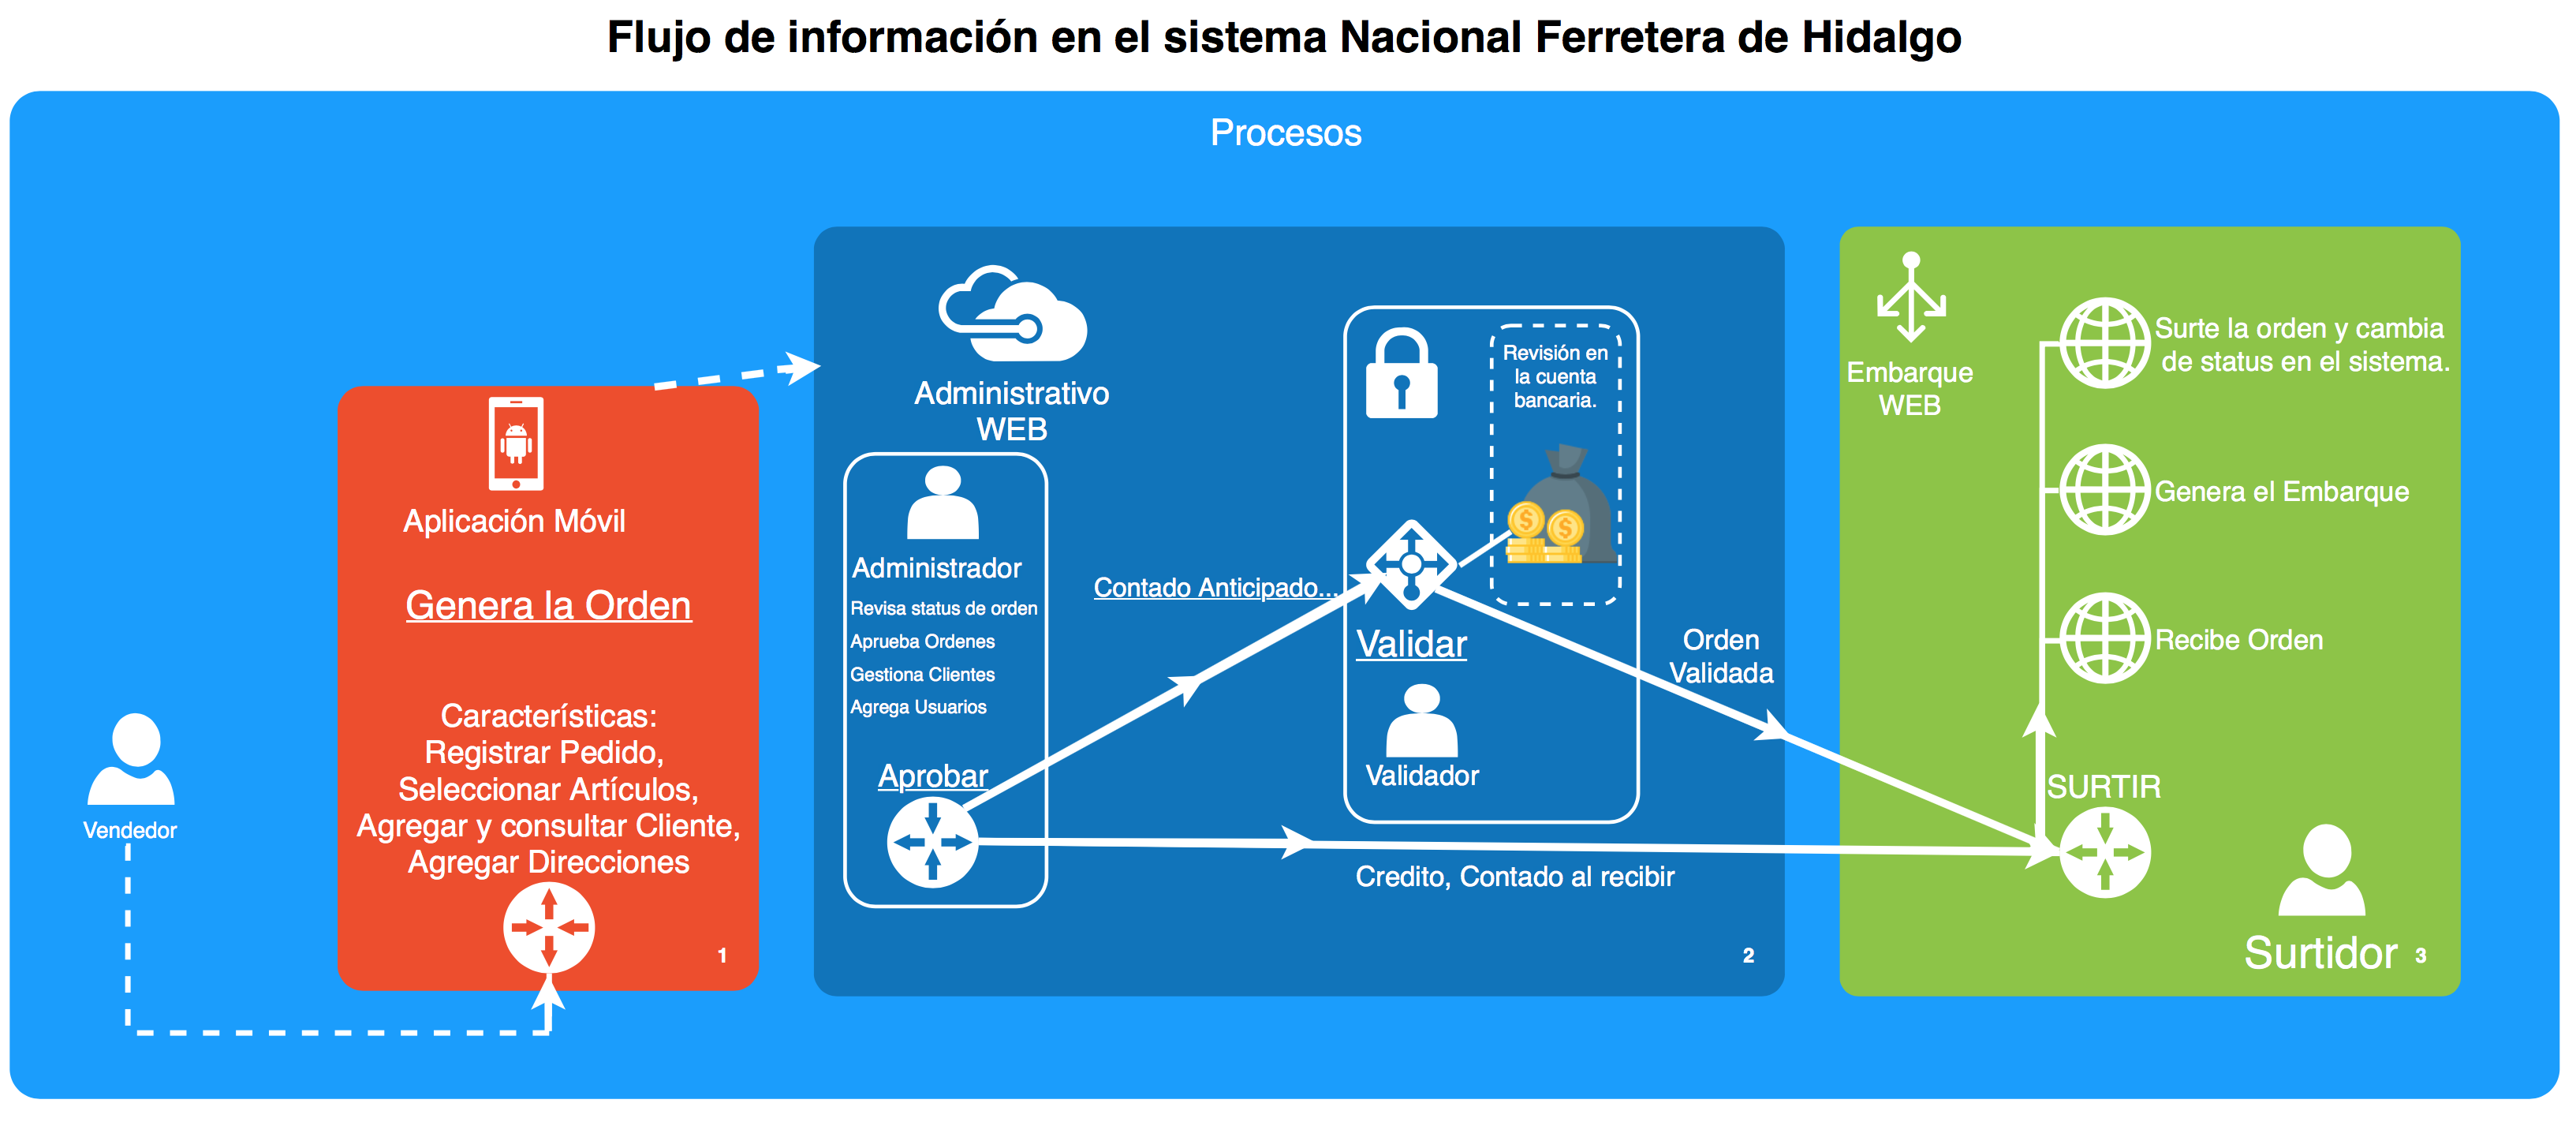 Flujo de información en el sistema Nacional Ferretera de Hidalgo
Procesos
Vendedor
Aplicación Móvil
Genera la Orden
Características:
Registrar Pedido,
Seleccionar Artículos,
Agregar y consultar Cliente,
Agregar Direcciones
1
Administrativo
WEB
Administrador
Revisa status de orden
Aprueba Ordenes
Gestiona Clientes
Agrega Usuarios
Aprobar
Contado Anticipado...
Revisión en
la cuenta
bancaria.
Validar
Validador
Orden
Validada
Credito, Contado al recibir
2
Embarque
WEB
Surte la orden y cambia
de status en el sistema.
Genera el Embarque
Recibe Orden
SURTIR
Surtidor
3